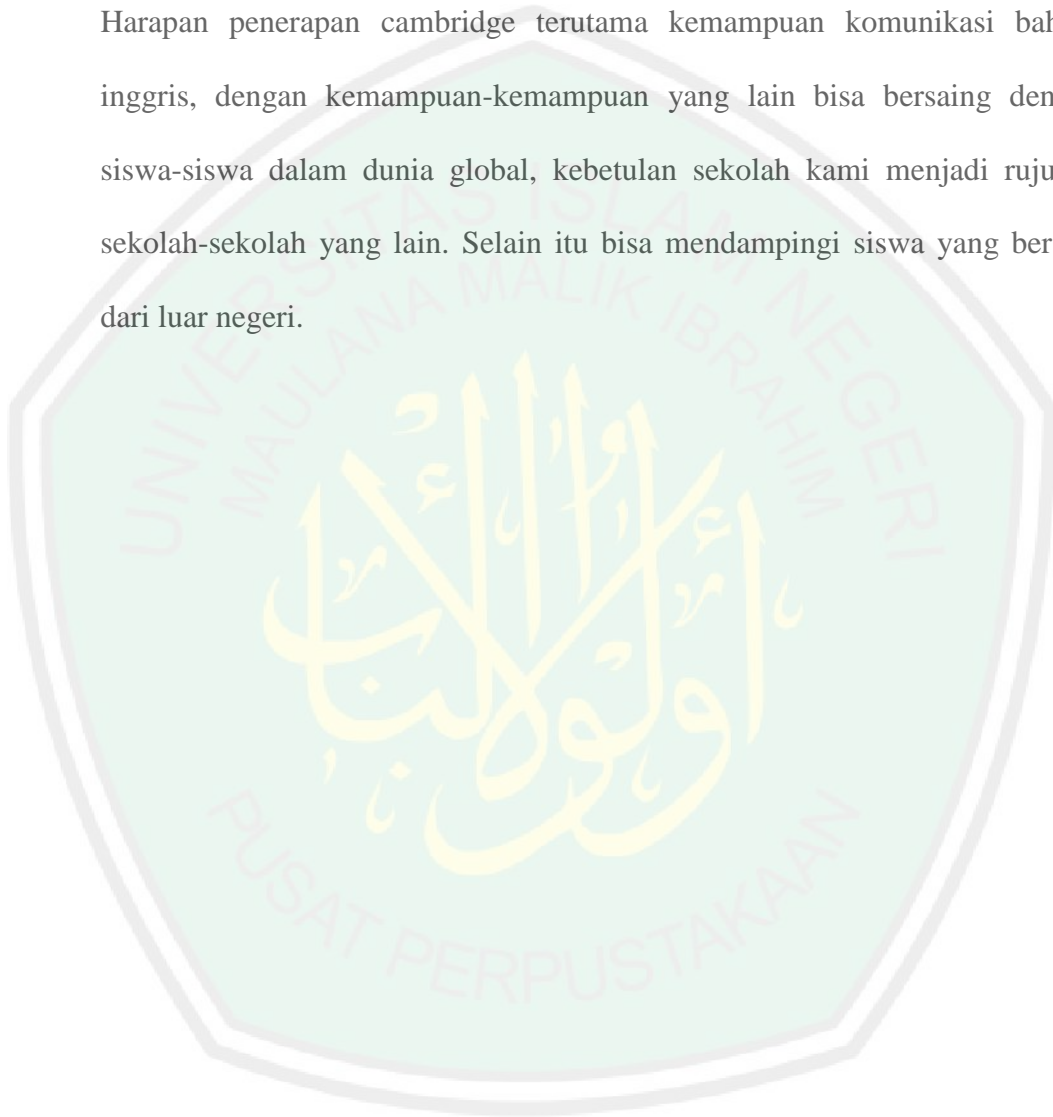 Harapan penerapan cambridge terutama kemampuan komunikasi bah
inggris, dengan kemampuan-kemampuan yang lain bisa bersaing den
siswa-siswa dalam dunia global, kebetulan sekolah kami menjadi ruju
sekolah-sekolah yang lain. Selain itu bisa mendampingi siswa yang ber
dari luar negeri.
UNIVERSITAS ISLAM NEGERI
MAULANA MALIK IBRAHIM
أولو الألباب
PUSAT PERPUSTAKAAN